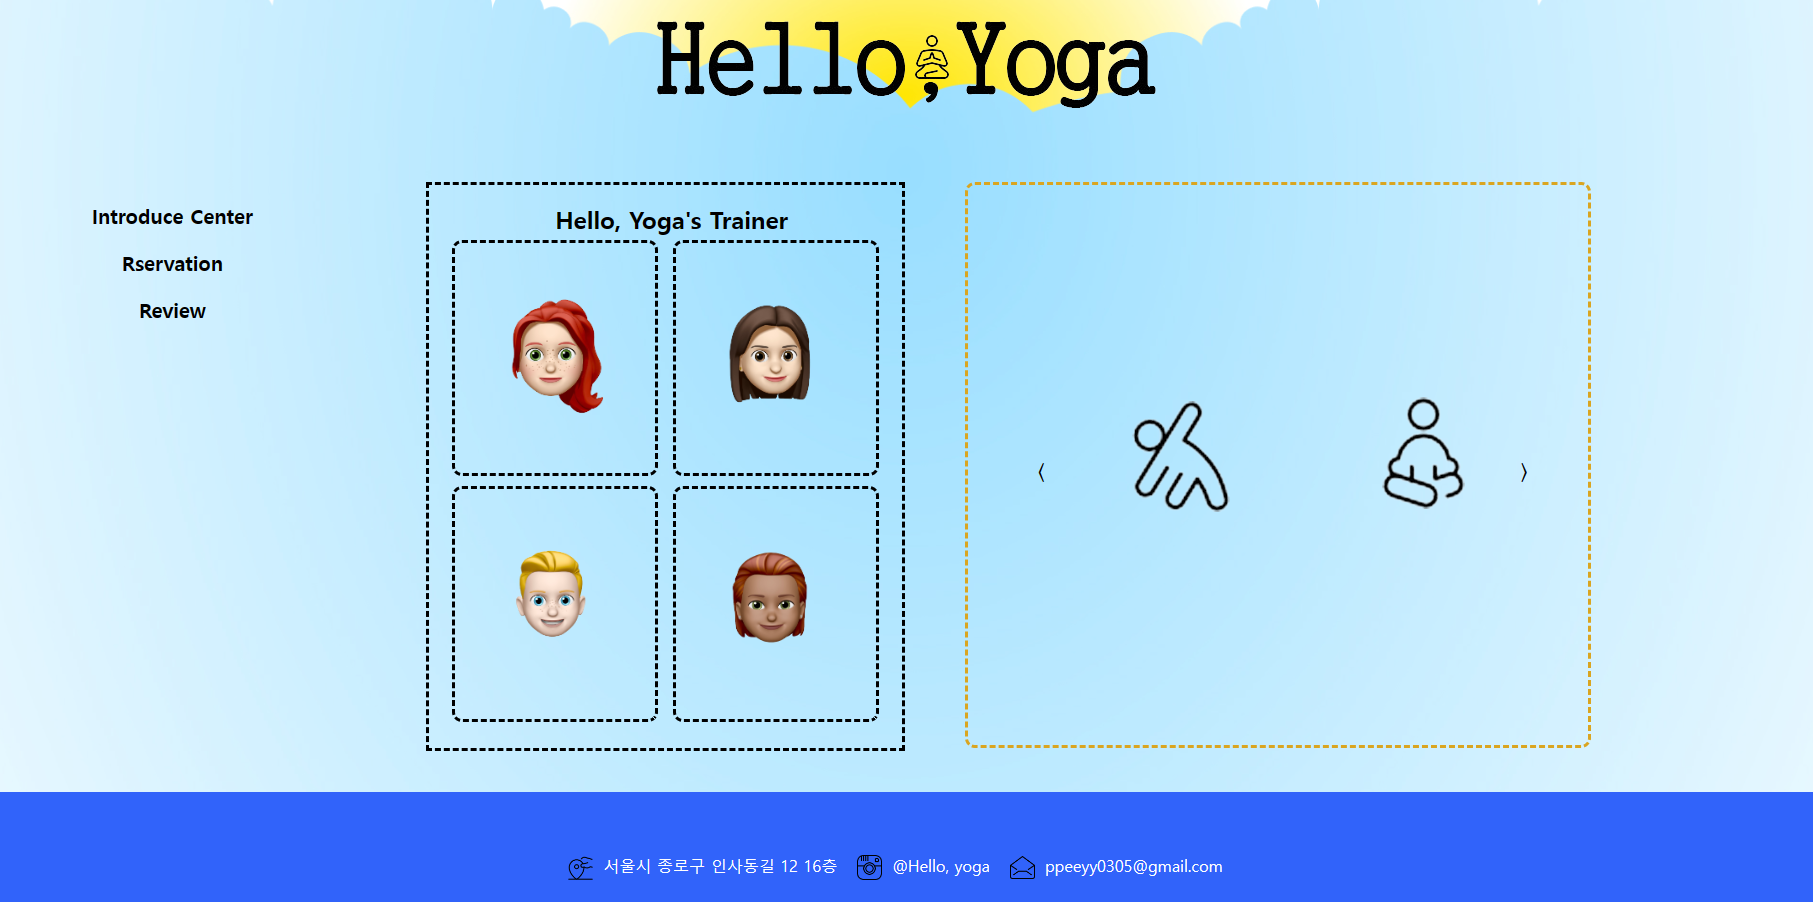 Hello, Yoga
Introduce Center
Rservation
Review
Hello, Yoga's Trainer
〈
〉
서울시 종로구 인사동길 12 16층
@Hello, yoga
ppeeyy0305@gmail.com